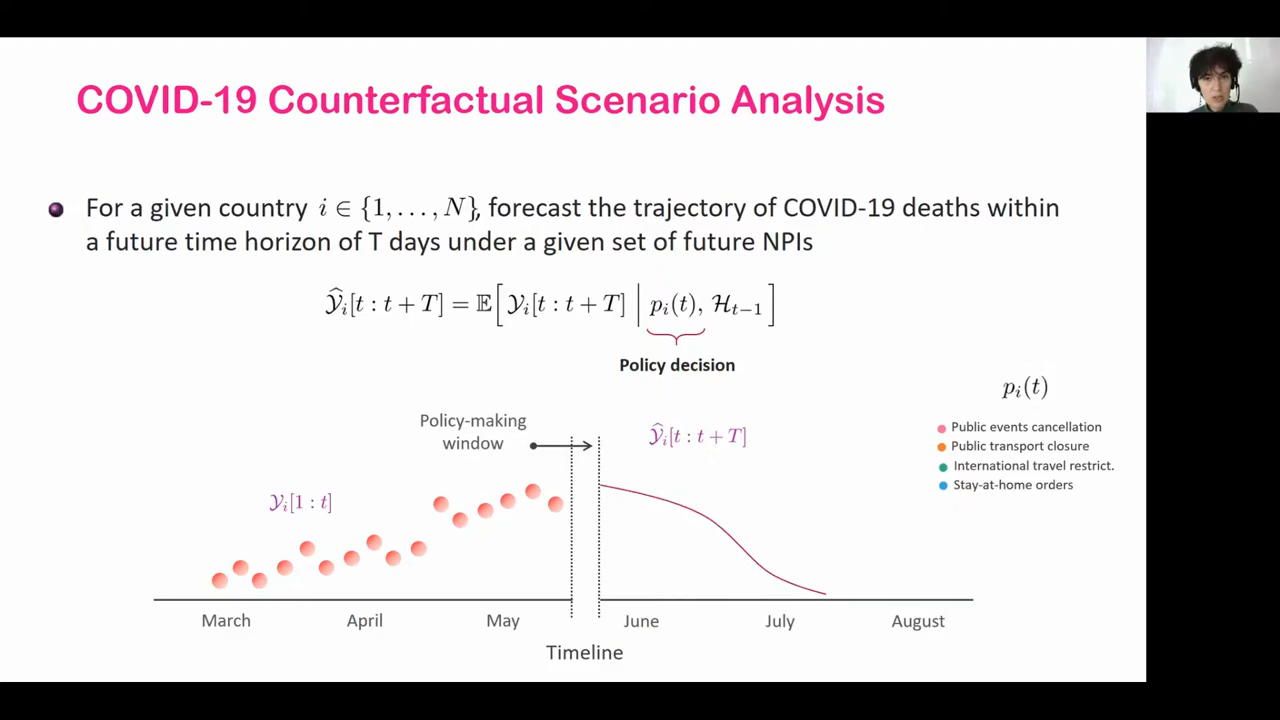 COVID-19 Counterfactual Scenario Analysis
For a given country i ∈ {1, . . . , N}, forecast the trajectory of COVID-19 deaths within
a future time horizon of T days under a given set of future NPIs
𝒴̂ᵢ[t : t + T] = 𝔼[ 𝒴ᵢ[t : t + T] | pᵢ(t), ℋₜ₋₁ ]
Policy decision
pᵢ(t)
Public events cancellation
Public transport closure
International travel restrict.
Stay-at-home orders
Policy-making
window
𝒴̂ᵢ[t : t + T]
𝒴ᵢ[1 : t]
March April May June July August
Timeline